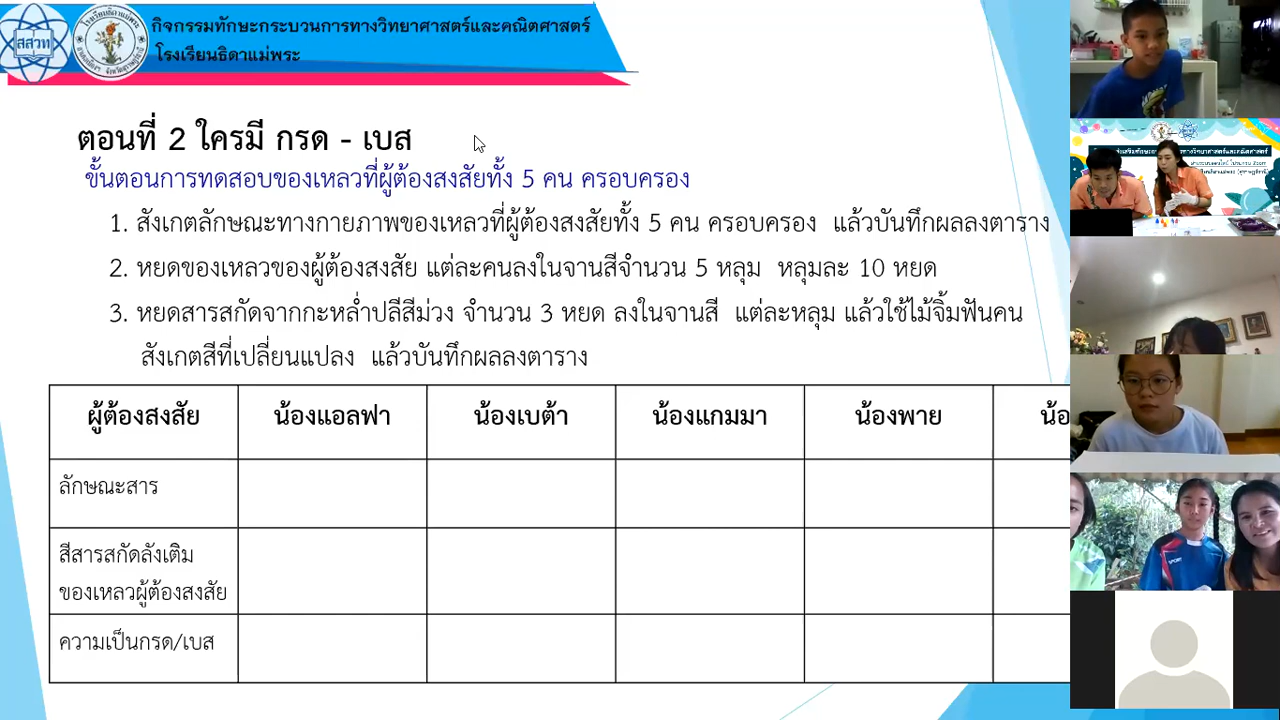 สสวท
กิจกรรมทักษะกระบวนการทางวิทยาศาสตร์และคณิตศาสตร์
โรงเรียนธิดาแม่พระ
ตอนที่ 2 ใครมี กรด - เบส
ขั้นตอนการทดสอบของเหลวที่ผู้ต้องสงสัยทั้ง 5 คน ครอบครอง
1. สังเกตลักษณะทางกายภาพของเหลวที่ผู้ต้องสงสัยทั้ง 5 คน ครอบครอง แล้วบันทึกผลลงตาราง
2. หยดของเหลวของผู้ต้องสงสัย แต่ละคนลงในจานสีจำนวน 5 หลุม หลุมละ 10 หยด
3. หยดสารสกัดจากกะหล่ำปลีสีม่วง จำนวน 3 หยด ลงในจานสี แต่ละหลุม แล้วใช้ไม้จิ้มฟันคน
สังเกตสีที่เปลี่ยนแปลง แล้วบันทึกผลลงตาราง
ผู้ต้องสงสัย น้องแอลฟา น้องเบต้า น้องแกมมา น้องพาย
ลักษณะสาร
สีสารสกัดลังเติม
ของเหลวผู้ต้องสงสัย
ความเป็นกรด/เบส